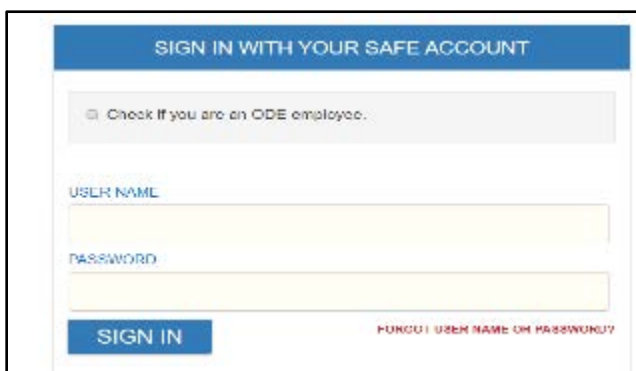 SIGN IN WITH YOUR SAFE ACCOUNT
Check if you are an ODE employee.
USER NAME
PASSWORD
SIGN IN
FORGOT USER NAME OR PASSWORD?